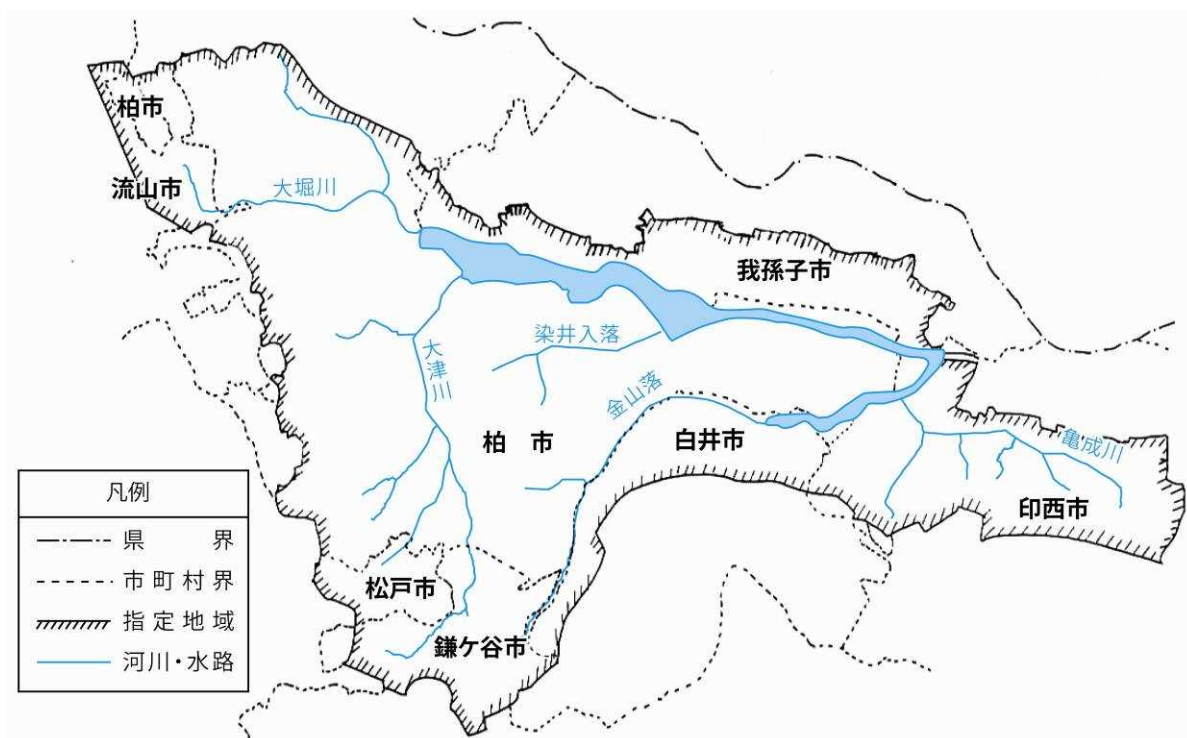 柏市
流山市
大堀川
我孫子市
染井入落
大津川
金山落
柏市
白井市
亀成川
印西市
松戸市
鎌ケ谷市
凡例
県界
市町村界
指定地域
河川・水路